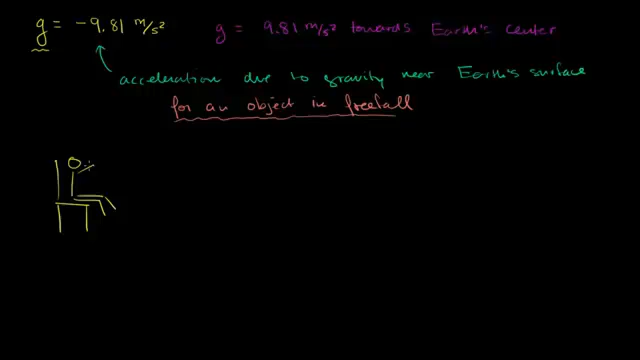 g = -9.81 m/s² g = 9.81 m/s² towards Earth's center
acceleration due to gravity near Earth's surface
for an object in freefall